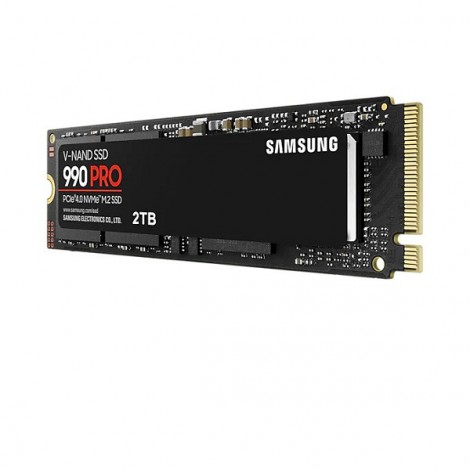 V-NAND SSD
990 PRO
PCIe® 4.0 NVMe™ M.2 SSD
www.samsung.com/ssd
SAMSUNG ELECTRONICS CO., LTD.
2TB
SAMSUNG